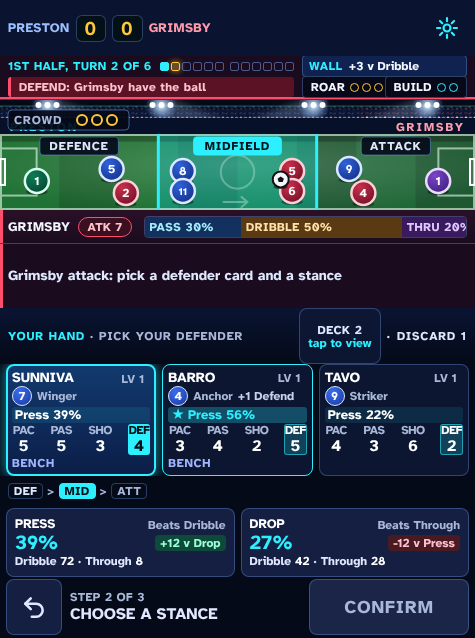 PRESTON 0 0 GRIMSBY
1ST HALF, TURN 2 OF 6
WALL +3 v Dribble
DEFEND: Grimsby have the ball
ROAR
BUILD
CROWD
GRIMSBY
DEFENCE
MIDFIELD
ATTACK
5 8 5 9
1 1
2 11 6 4
GRIMSBY ATK 7 PASS 30% DRIBBLE 50% THRU 20%
Grimsby attack: pick a defender card and a stance
YOUR HAND · PICK YOUR DEFENDER
DECK 2
tap to view
· DISCARD 1
SUNNIVA LV 1
7 Winger
Press 39%
PAC PAS SHO DEF
5 5 3 4
BENCH
BARRO LV 1
4 Anchor +1 Defend
★ Press 56%
PAC PAS SHO DEF
3 4 2 5
BENCH
TAVO LV 1
9 Striker
Press 22%
PAC PAS SHO DEF
4 3 6 2
DEF > MID > ATT
PRESS Beats Dribble
39% +12 v Drop
Dribble 72 · Through 8
DROP Beats Through
27% -12 v Press
Dribble 42 · Through 28
STEP 2 OF 3
CHOOSE A STANCE
CONFIRM